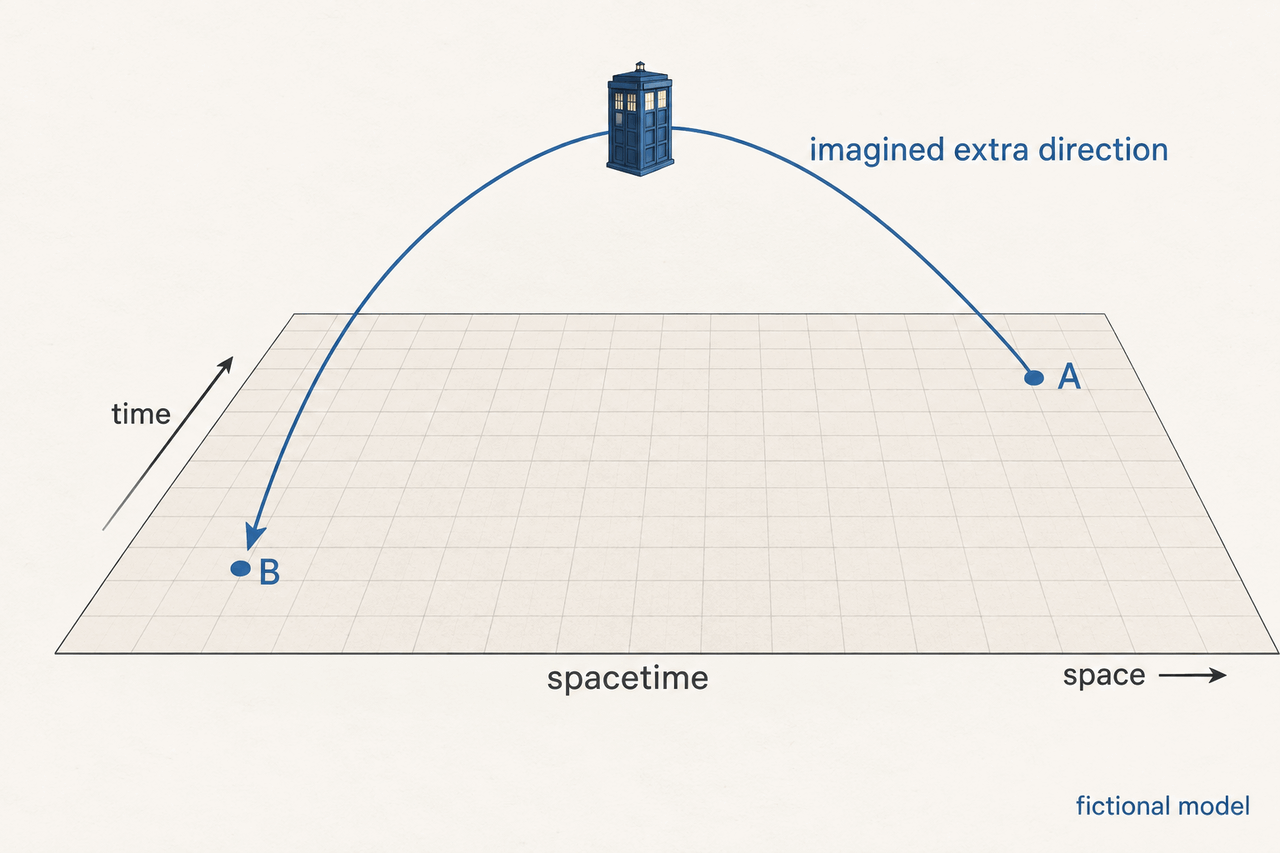 imagined extra direction
A
time
B
spacetime
space
fictional model